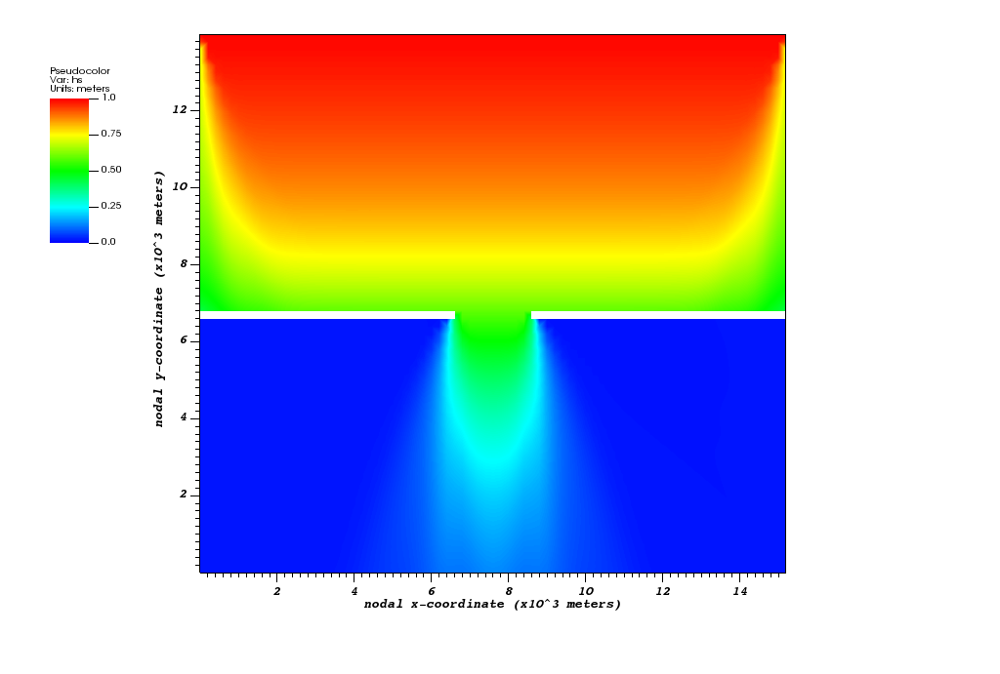 Pseudocolor
Var: hs
Units: meters
1.0
0.75
0.50
0.25
0.0
nodal y-coordinate (x10^3 meters)
12
10
8
6
4
2
2 4 6 8 10 12 14
nodal x-coordinate (x10^3 meters)